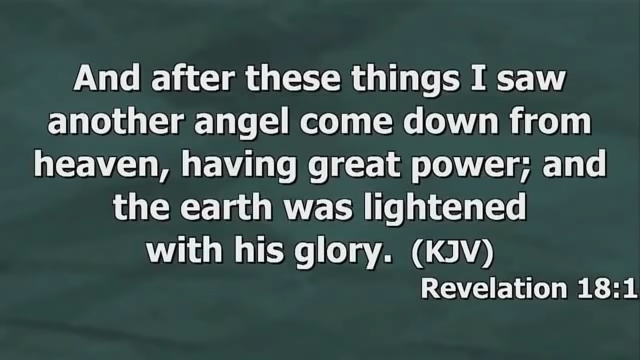 And after these things I saw
another angel come down from
heaven, having great power; and
the earth was lightened
with his glory. (KJV)
Revelation 18:1